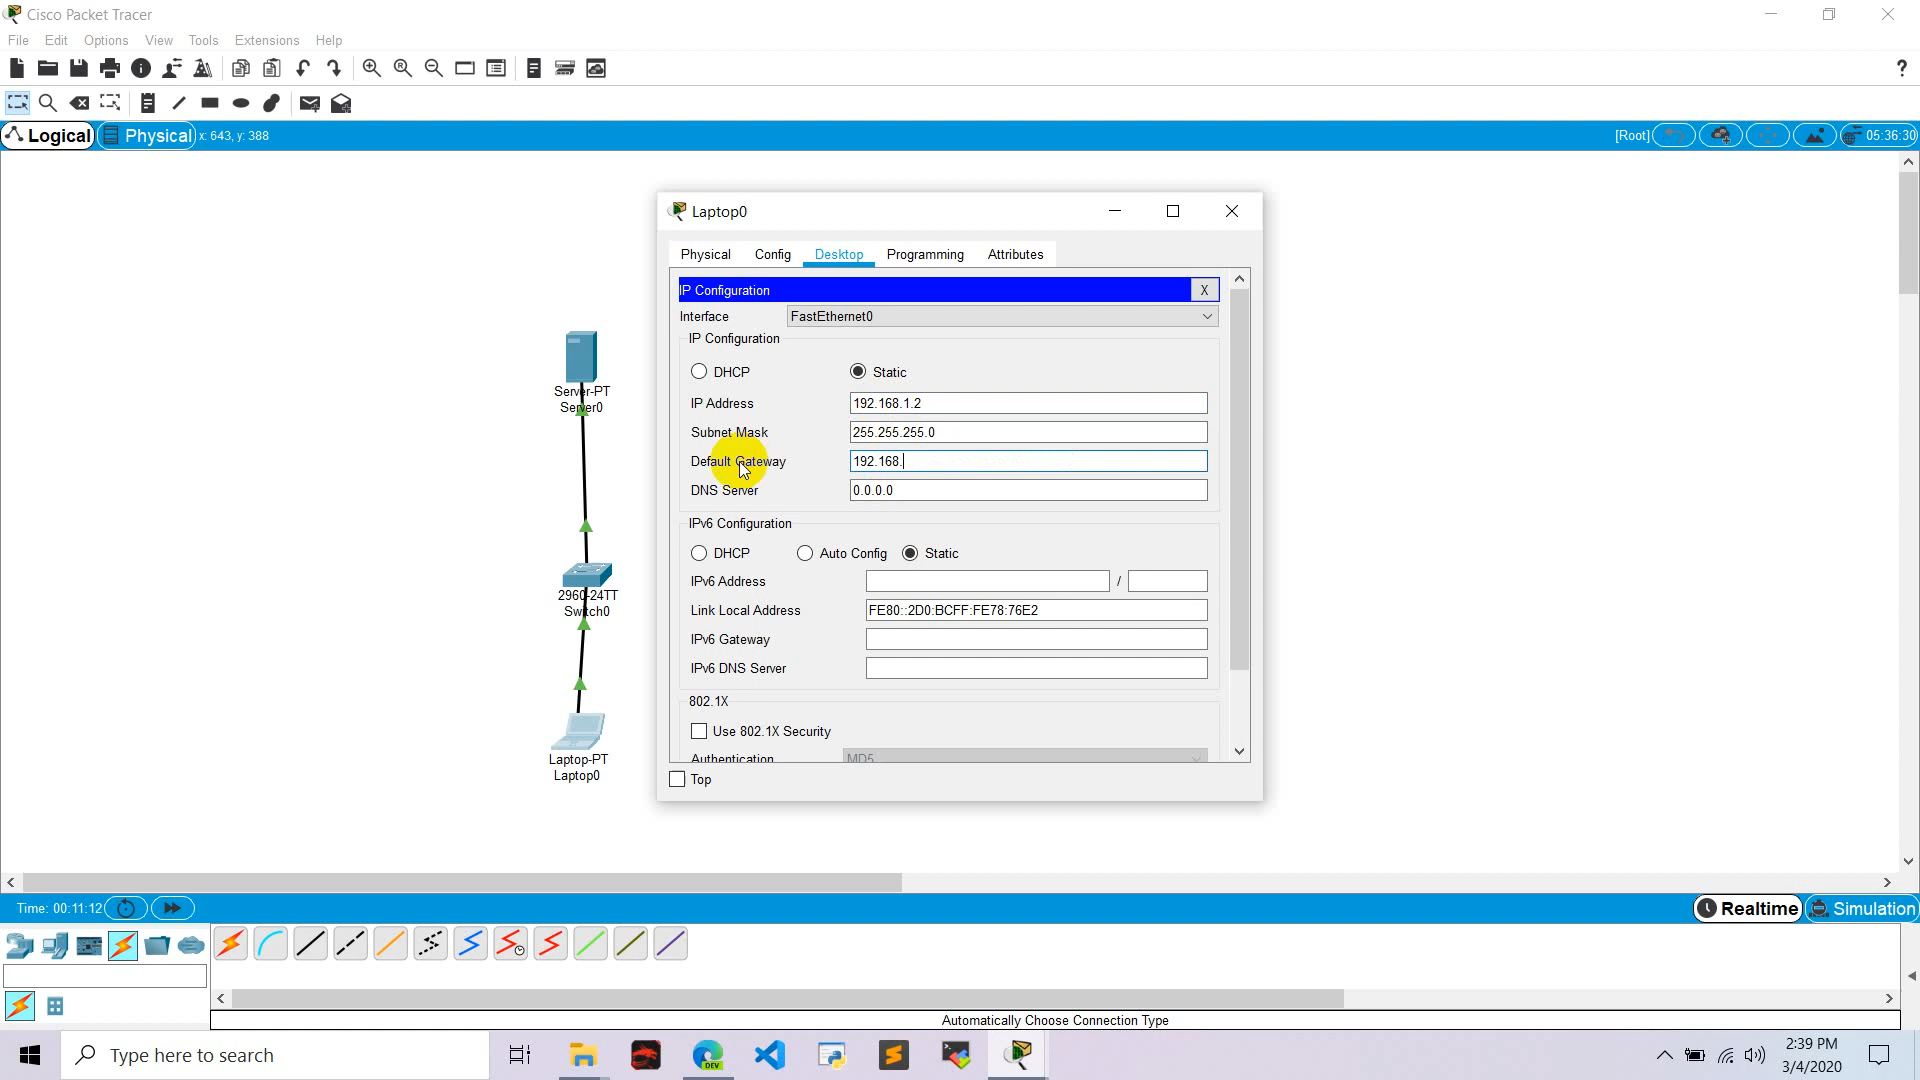 Cisco Packet Tracer
File Edit Options View Tools Extensions Help
?
Logical Physical x: 643, y: 388 [Root] 05:36:30
Laptop0
Physical Config Desktop Programming Attributes
IP Configuration X
Interface FastEthernet0
IP Configuration
DHCP Static
IP Address 192.168.1.2
Subnet Mask 255.255.255.0
Default Gateway 192.168.
DNS Server 0.0.0.0
IPv6 Configuration
DHCP Auto Config Static
IPv6 Address /
Link Local Address FE80::2D0:BCFF:FE78:76E2
IPv6 Gateway
IPv6 DNS Server
802.1X
Use 802.1X Security
Authentication MD5
Top
Server-PT
Server0
2960-24TT
Switch0
Laptop-PT
Laptop0
Time: 00:11:12 Realtime Simulation
Automatically Choose Connection Type
Type here to search
DEV
2:39 PM
3/4/2020